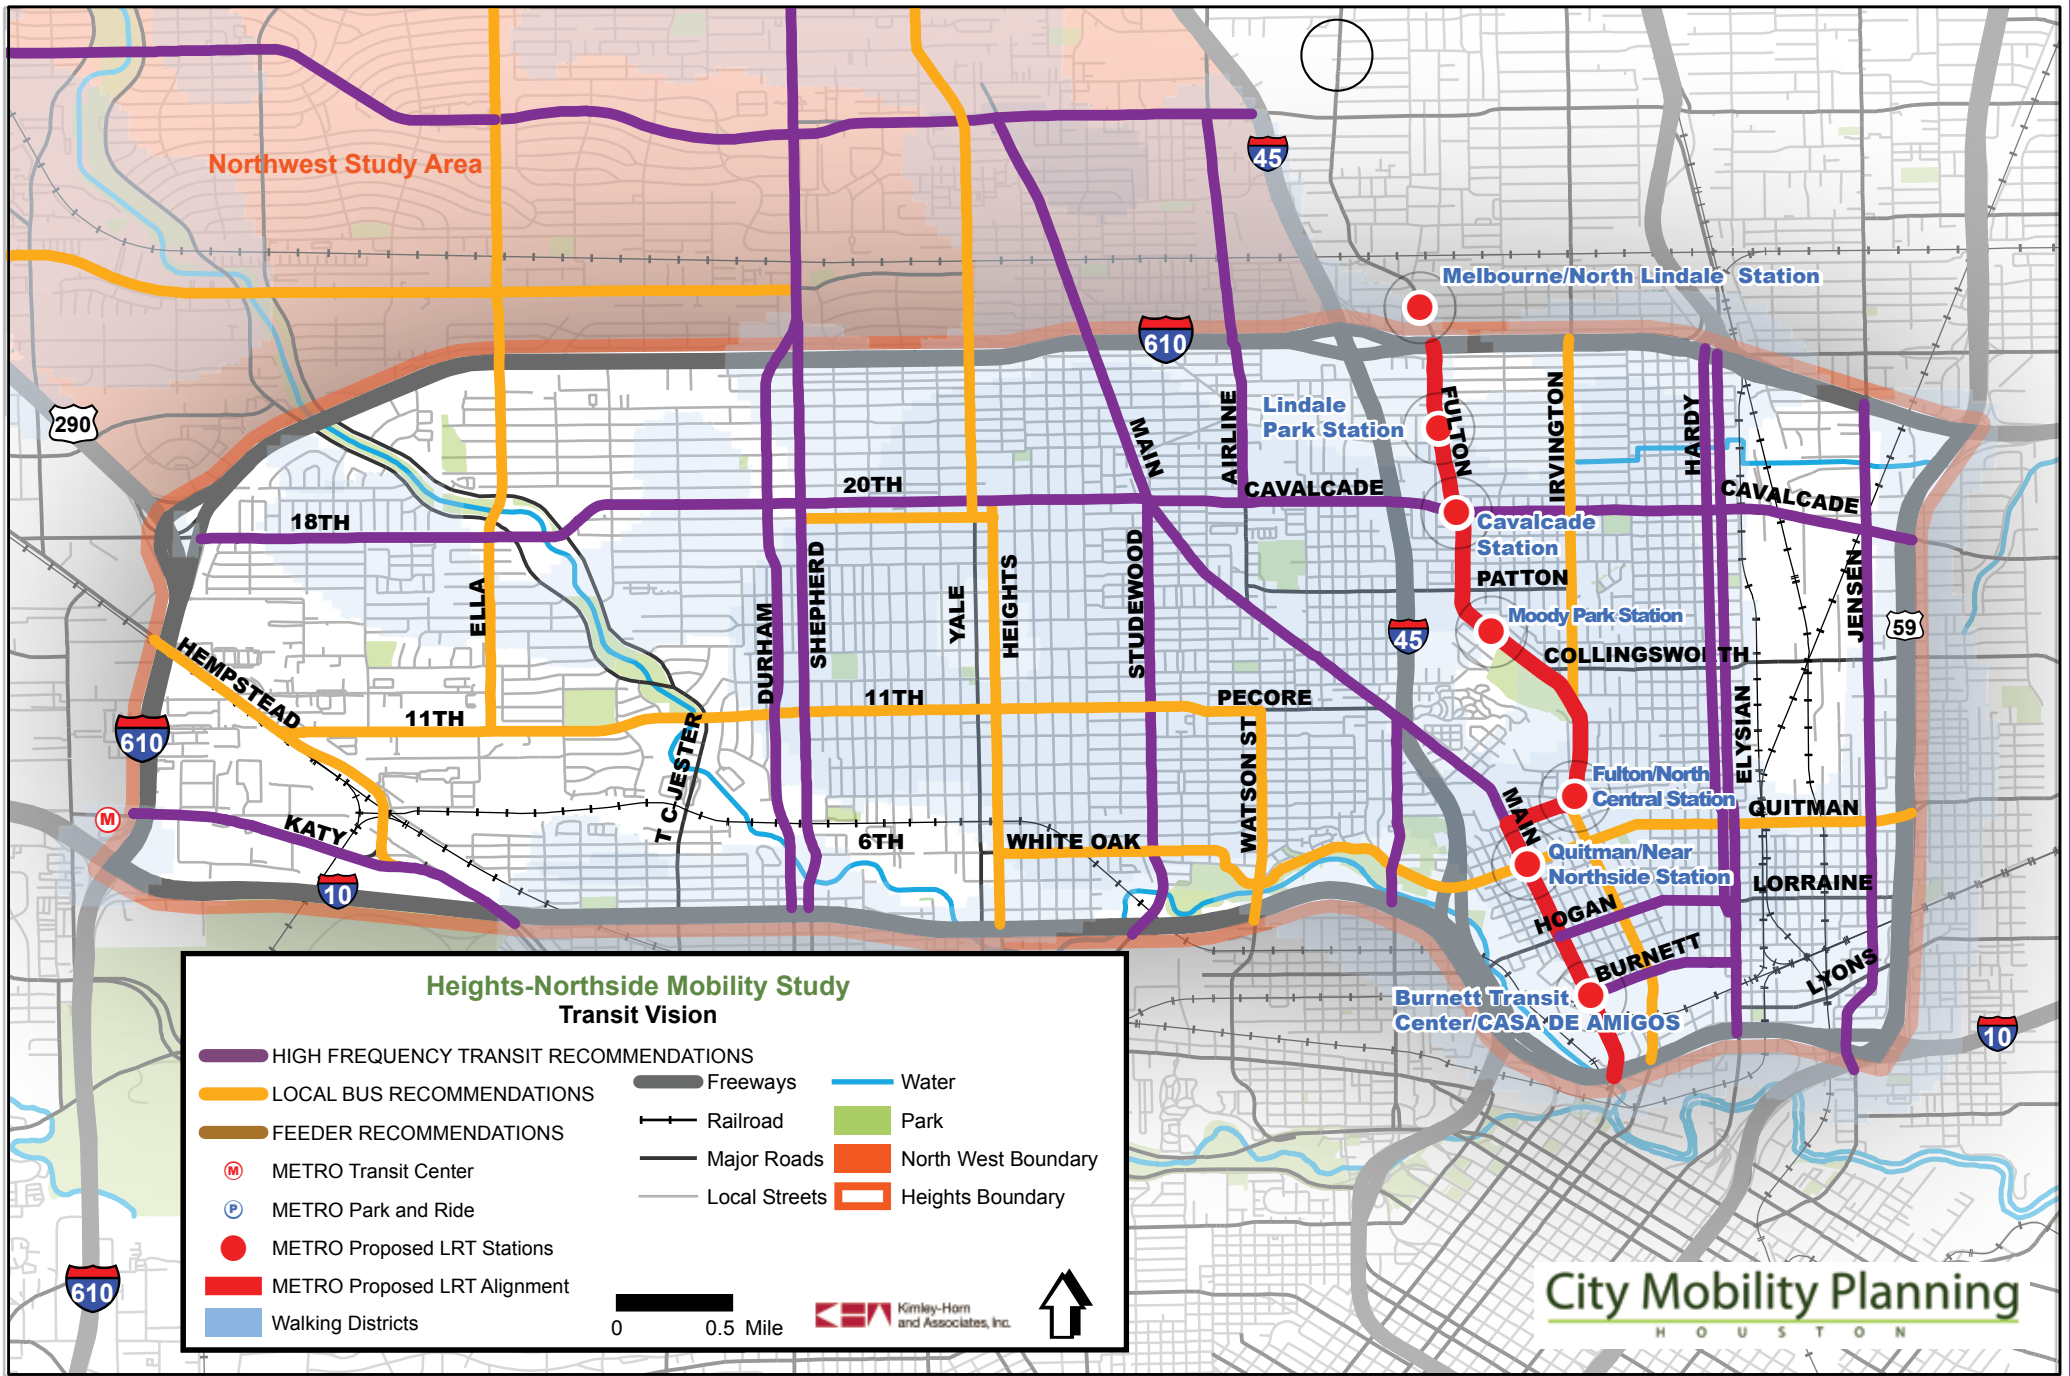 Northwest Study Area
45
Melbourne/North Lindale Station
610
290
Lindale
Park Station
FULTON
IRVINGTON
HARDY
MAIN
AIRLINE
20TH
CAVALCADE
CAVALCADE
18TH
Cavalcade
Station
PATTON
ELLA
DURHAM
SHEPHERD
YALE
HEIGHTS
STUDEWOOD
JENSEN
59
Moody Park Station
45
COLLINGSWORTH
HEMPSTEAD
11TH
11TH
PECORE
610
T C JESTER
WATSON ST
ELYSIAN
Fulton/North
Central Station
QUITMAN
M
KATY
6TH
WHITE OAK
MAIN
Quitman/Near
Northside Station
LORRAINE
10
HOGAN
BURNETT
LYONS
Burnett Transit
Center/CASA DE AMIGOS
10
610
Heights-Northside Mobility Study
Transit Vision
HIGH FREQUENCY TRANSIT RECOMMENDATIONS
LOCAL BUS RECOMMENDATIONS
FEEDER RECOMMENDATIONS
M METRO Transit Center
P METRO Park and Ride
METRO Proposed LRT Stations
METRO Proposed LRT Alignment
Walking Districts
Freeways
Railroad
Major Roads
Local Streets
Water
Park
North West Boundary
Heights Boundary
0 0.5 Mile
Kimley-Horn
and Associates, Inc.
City Mobility Planning
HOUSTON